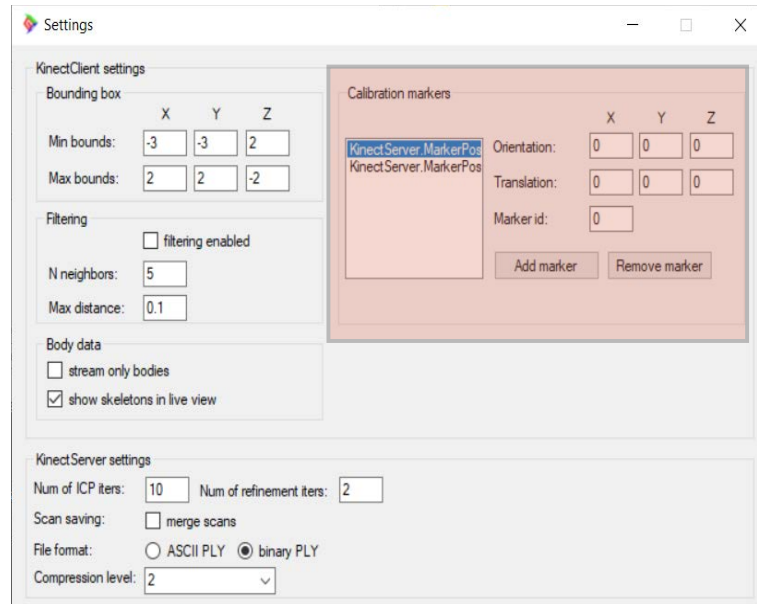 Settings
KinectClient settings
Bounding box
X Y Z
Min bounds: -3 -3 2
Max bounds: 2 2 -2
Filtering
filtering enabled
N neighbors: 5
Max distance: 0.1
Body data
stream only bodies
show skeletons in live view
Calibration markers
X Y Z
KinectServer.MarkerPos
KinectServer.MarkerPos
Orientation: 0 0 0
Translation: 0 0 0
Marker id: 0
Add marker Remove marker
KinectServer settings
Num of ICP iters: 10 Num of refinement iters: 2
Scan saving: merge scans
File format: ASCII PLY binary PLY
Compression level: 2